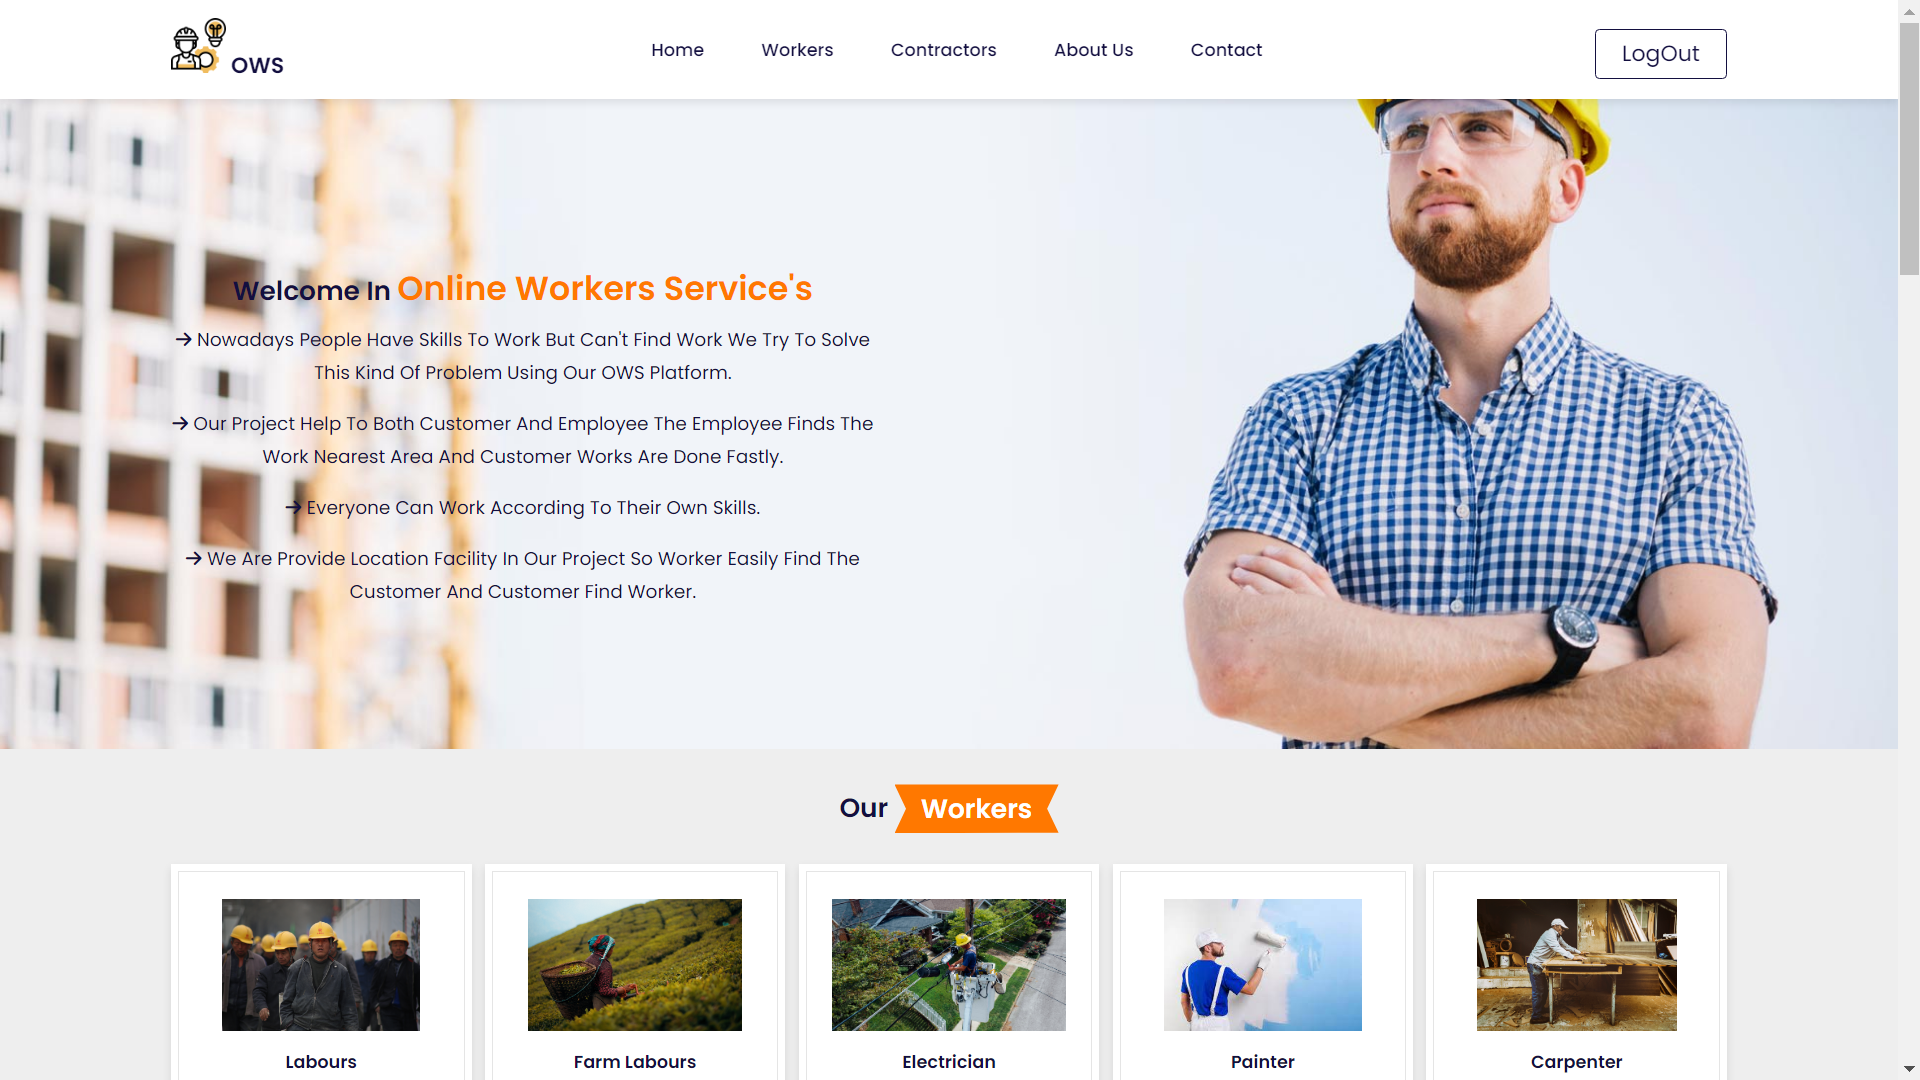 OWS
Home
Workers
Contractors
About Us
Contact
LogOut
Welcome In Online Workers Service's
→ Nowadays People Have Skills To Work But Can't Find Work We Try To Solve
This Kind Of Problem Using Our OWS Platform.
→ Our Project Help To Both Customer And Employee The Employee Finds The
Work Nearest Area And Customer Works Are Done Fastly.
→ Everyone Can Work According To Their Own Skills.
→ We Are Provide Location Facility In Our Project So Worker Easily Find The
Customer And Customer Find Worker.
Our Workers
Labours
Farm Labours
Electrician
Painter
Carpenter